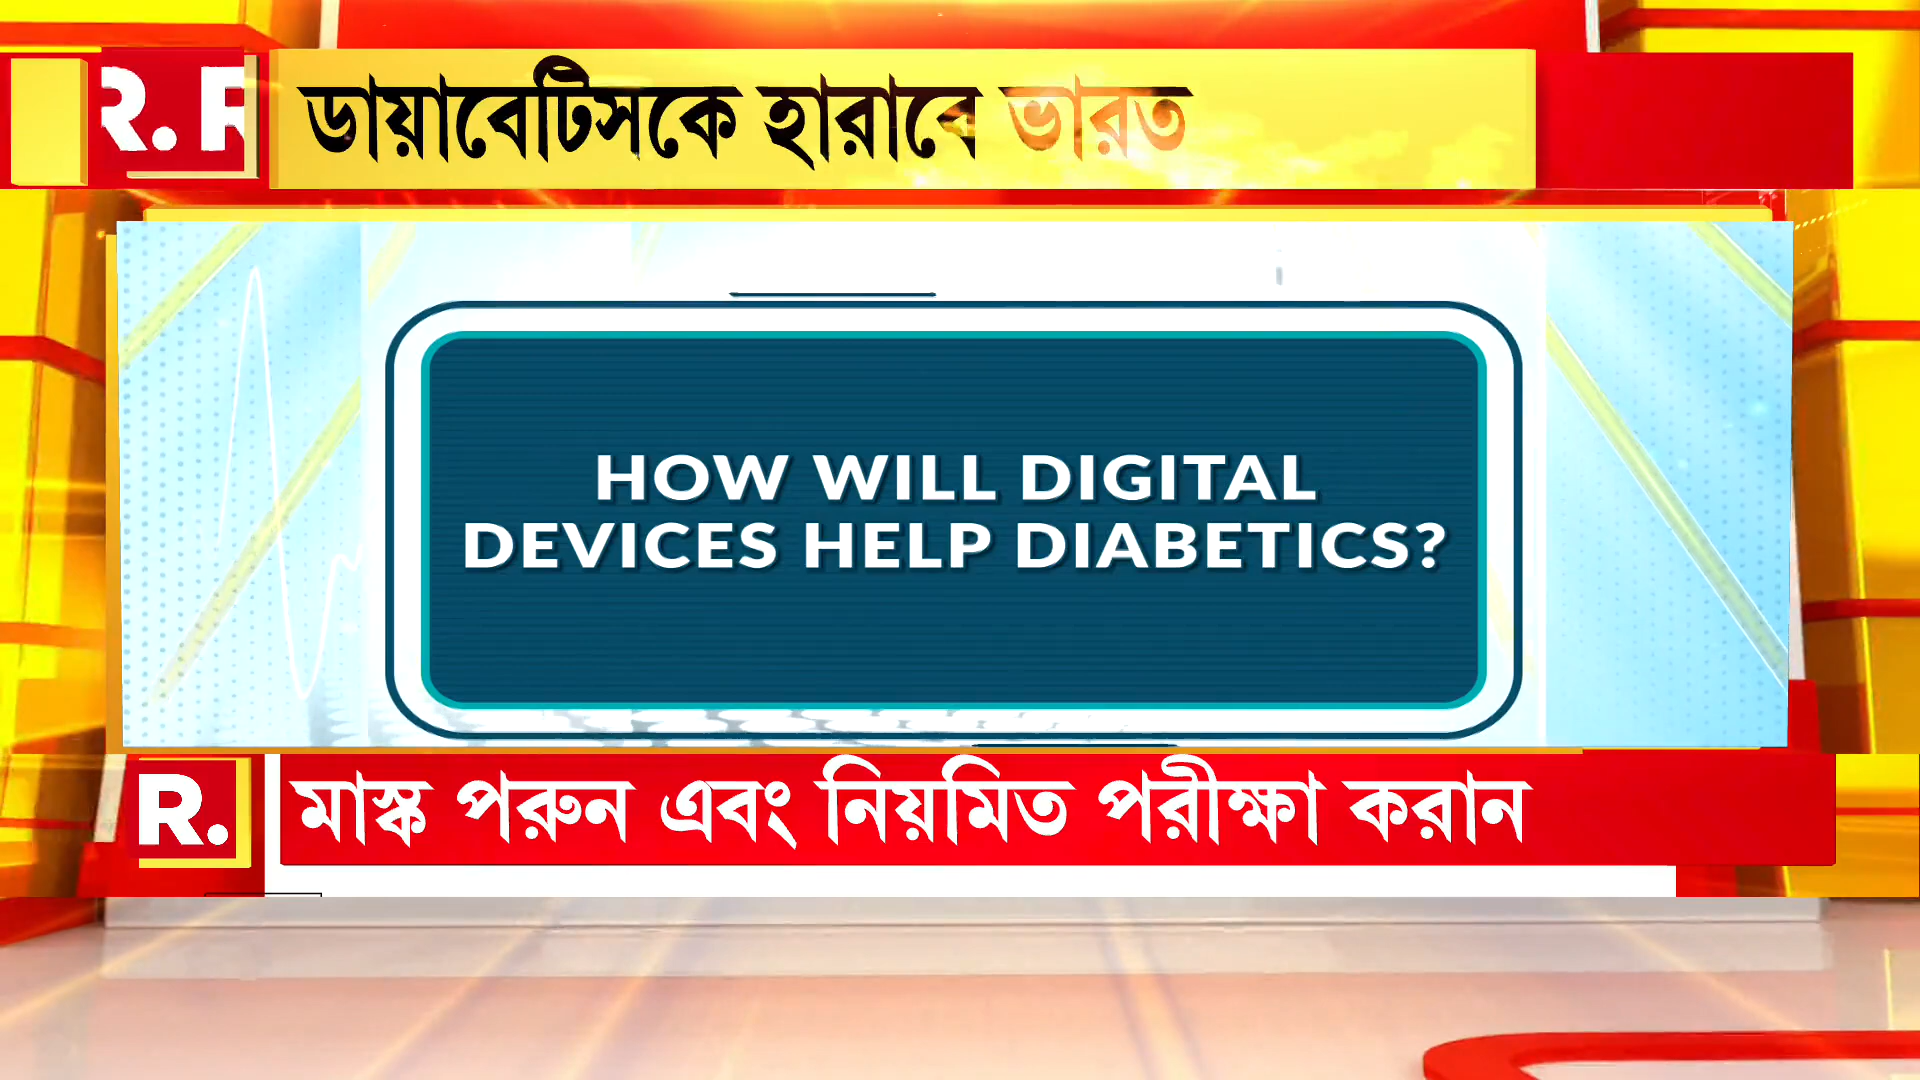 R. R
ডায়াবেটিসকে হারাবে ভারত
HOW WILL DIGITAL
DEVICES HELP DIABETICS?
R.
মাস্ক পরুন এবং নিয়মিত পরীক্ষা করান